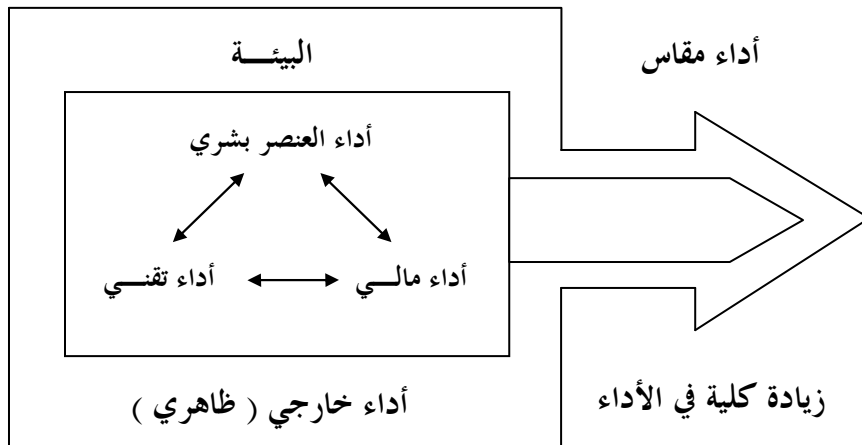 أداء مقاس
البيئـــة
أداء العنصر بشري
أداء مالـــي
أداء تقنـــي
زيادة كلية في الأداء
أداء خارجي ( ظاهري )